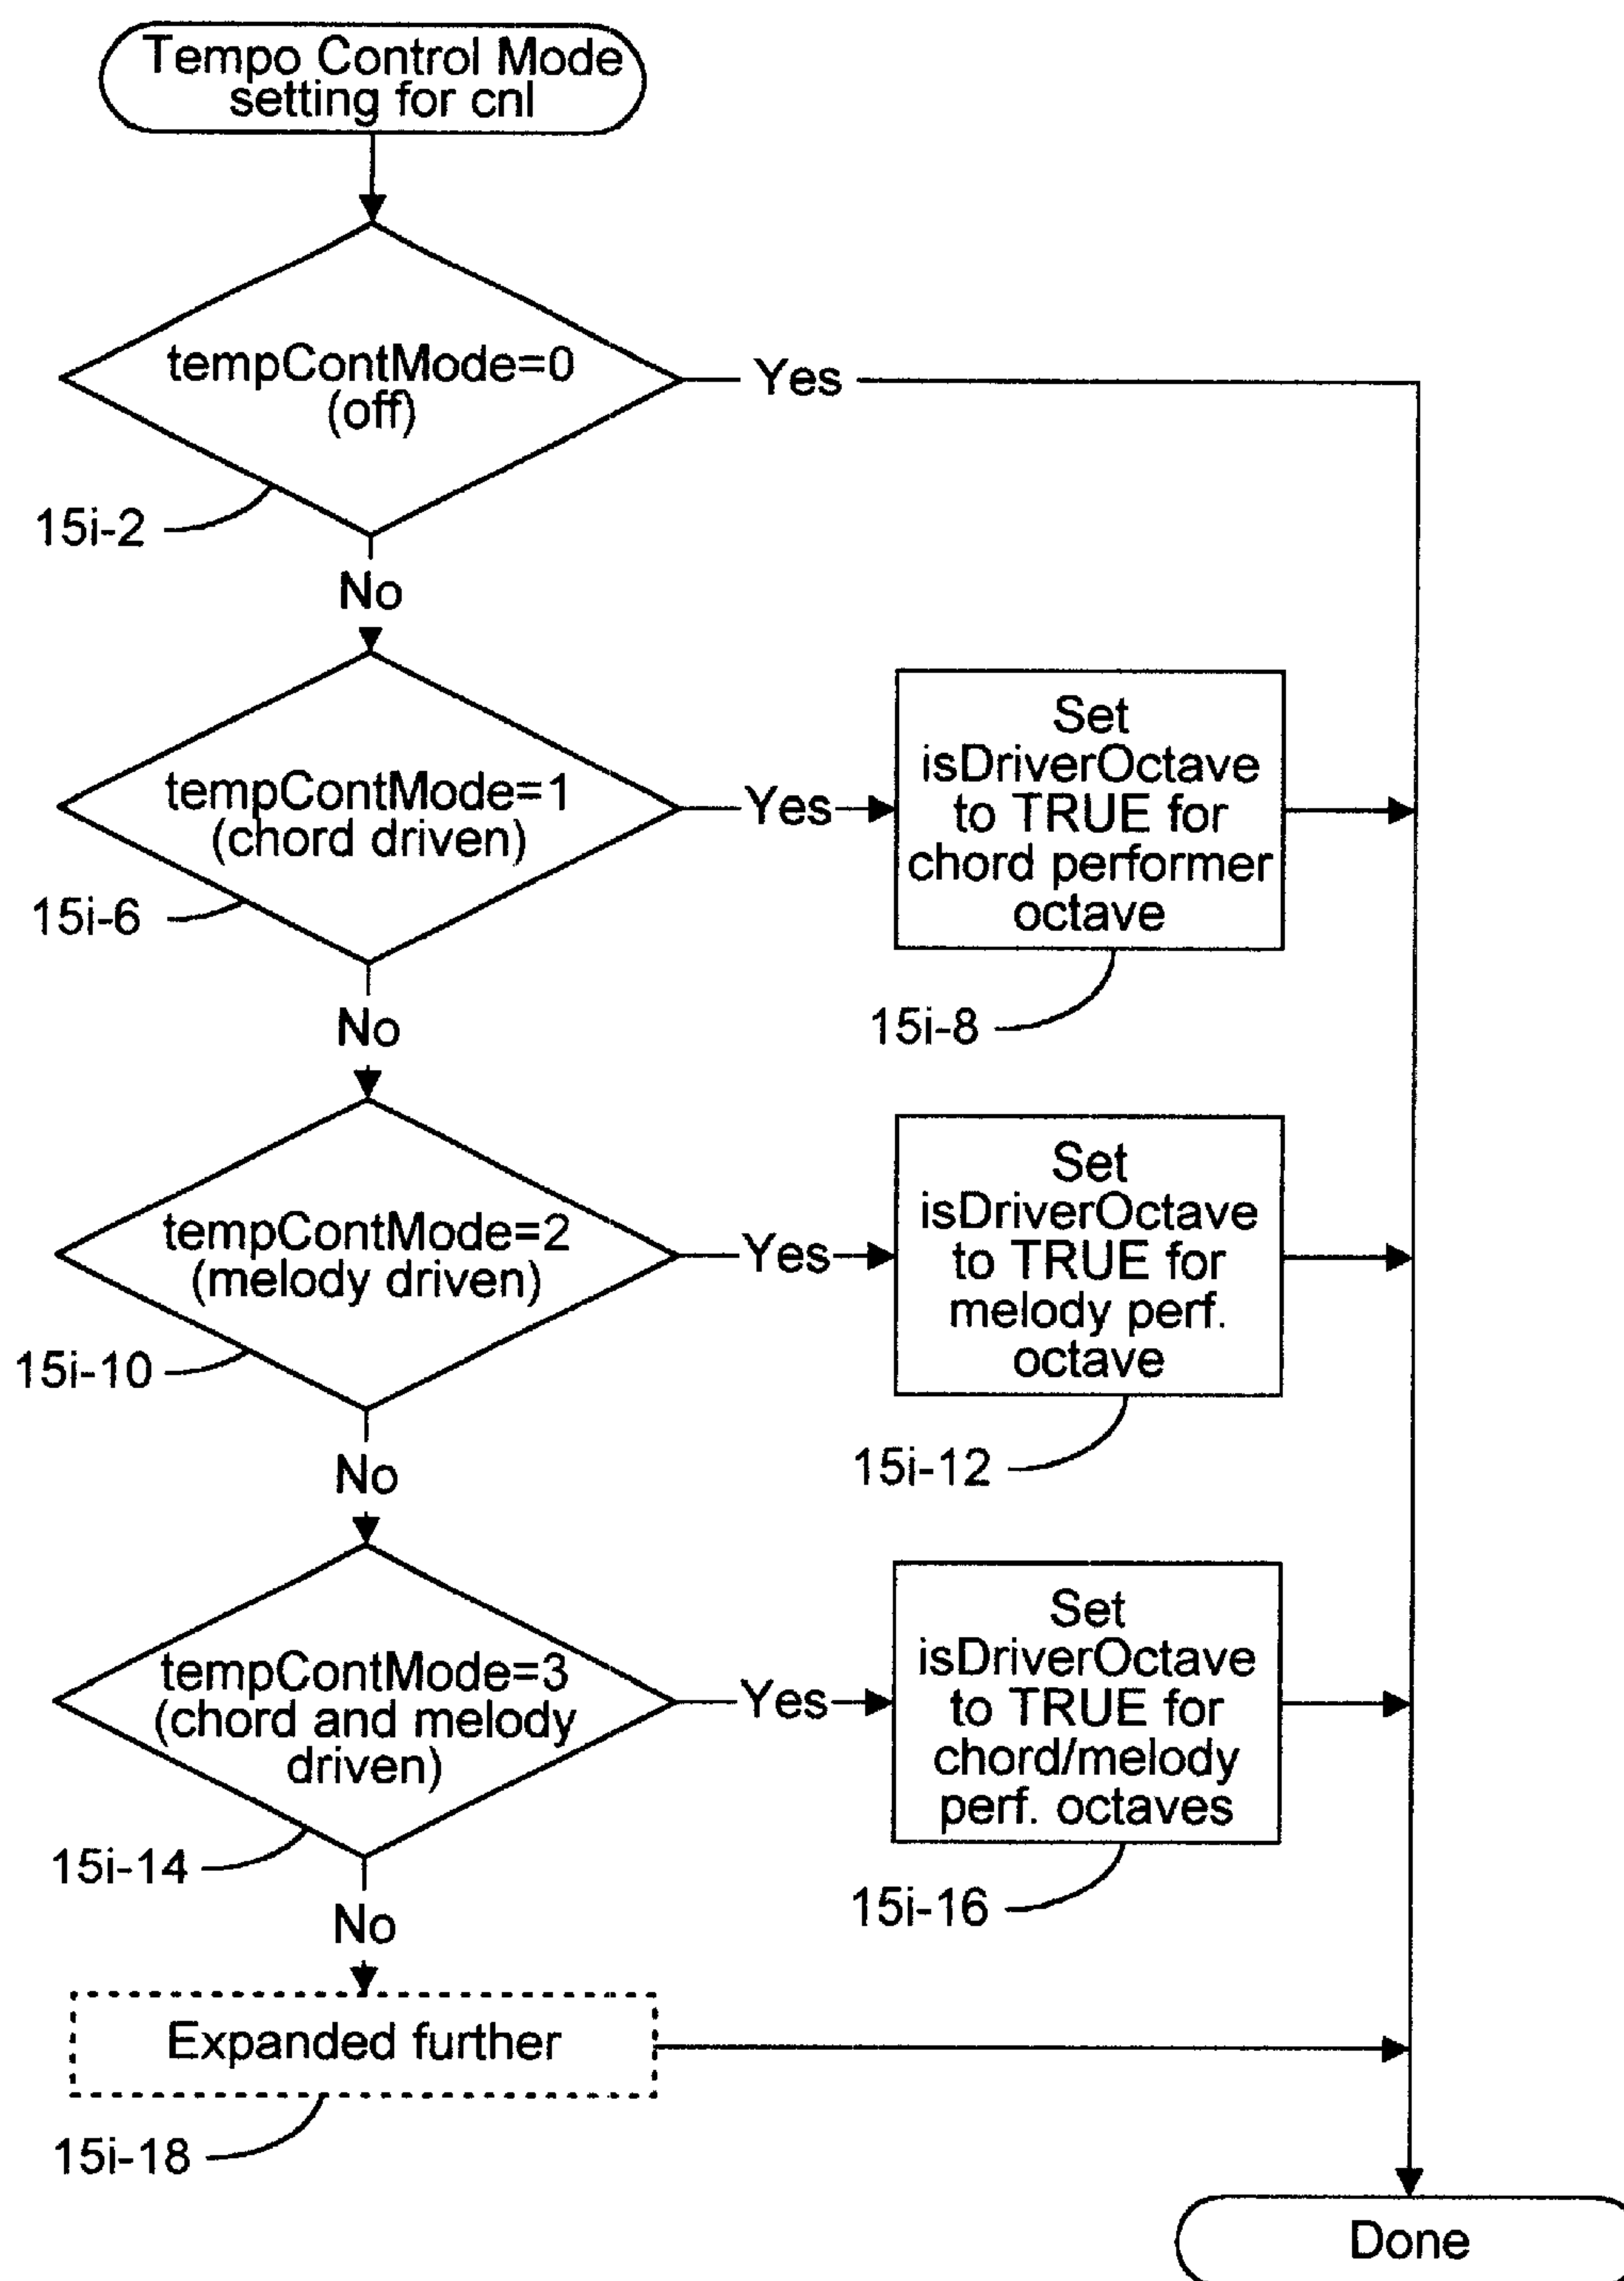 Tempo Control Mode
setting for cnl
tempContMode=0
(off)
Yes
15i-2
No
tempContMode=1
(chord driven)
Yes
Set
isDriverOctave
to TRUE for
chord performer
octave
15i-6
15i-8
No
tempContMode=2
(melody driven)
Yes
Set
isDriverOctave
to TRUE for
melody perf.
octave
15i-10
15i-12
No
tempContMode=3
(chord and melody
driven)
Yes
Set
isDriverOctave
to TRUE for
chord/melody
perf. octaves
15i-14
15i-16
No
Expanded further
15i-18
Done